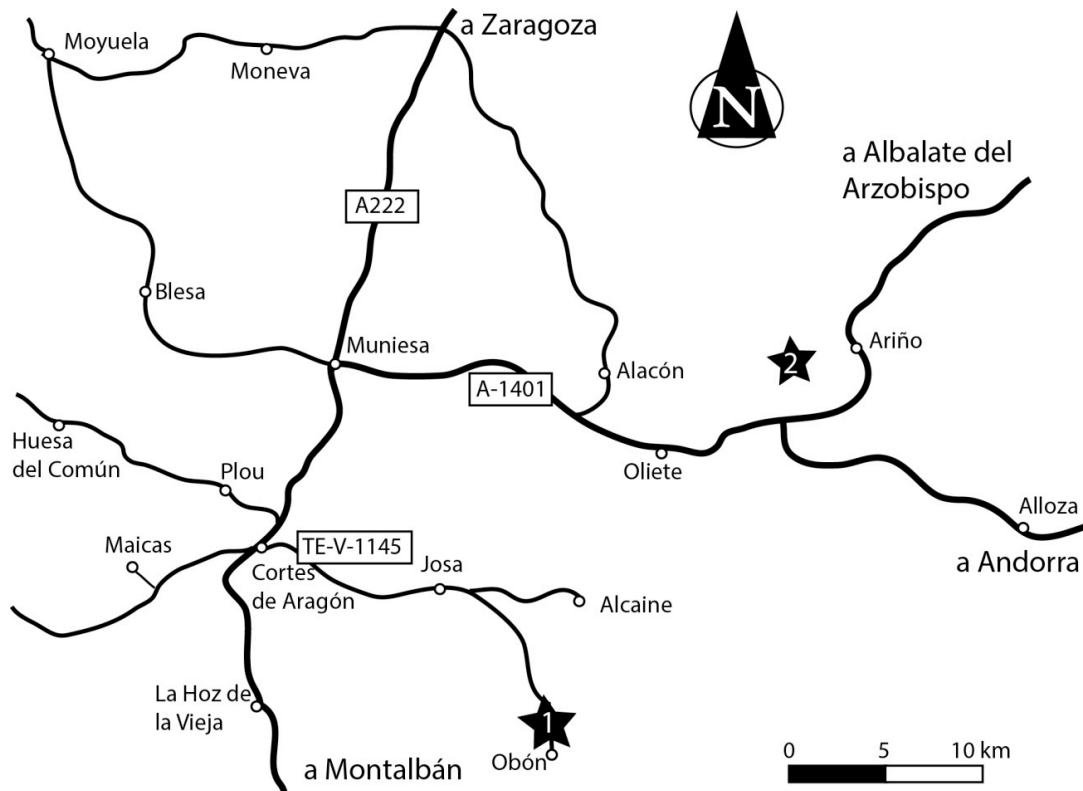 a Zaragoza
Moyuela
Moneva
N
a Albalate del
Arzobispo
A222
Blesa
Muniesa
Ariño
2
Alacón
A-1401
Huesa
del Común
Plou
Oliete
Alloza
Maicas
TE-V-1145
Josa
a Andorra
Cortes
de Aragón
Alcaine
La Hoz de
la Vieja
1
Obón
a Montalbán
0 5 10 km